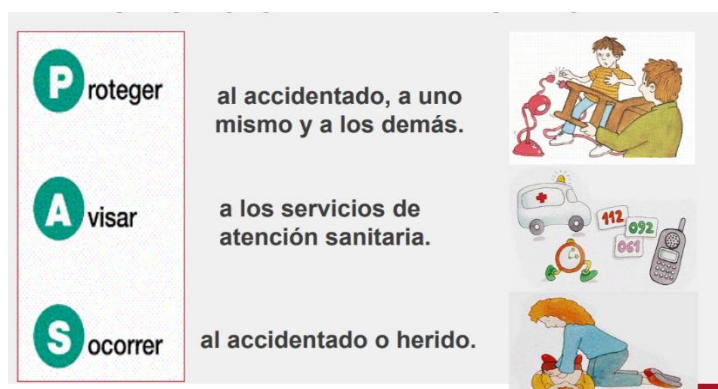 Proteger
al accidentado, a uno
mismo y a los demás.
Avisar
a los servicios de
atención sanitaria.
112
092
061
Socorrer
al accidentado o herido.